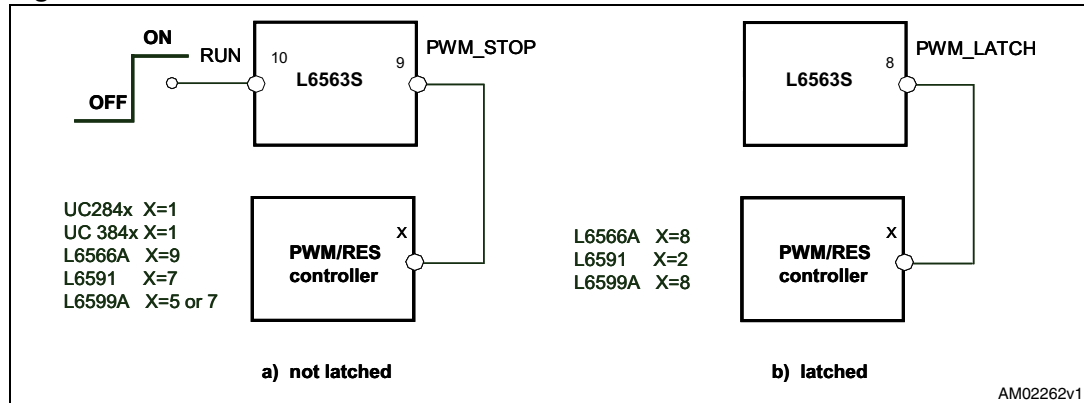 ON
RUN
OFF
10
9
L6563S
PWM_STOP
UC284x X=1
UC 384x X=1
L6566A X=9
L6591 X=7
L6599A X=5 or 7
X
PWM/RES
controller
a) not latched
8
L6563S
PWM_LATCH
L6566A X=8
L6591 X=2
L6599A X=8
X
PWM/RES
controller
b) latched
AM02262v1